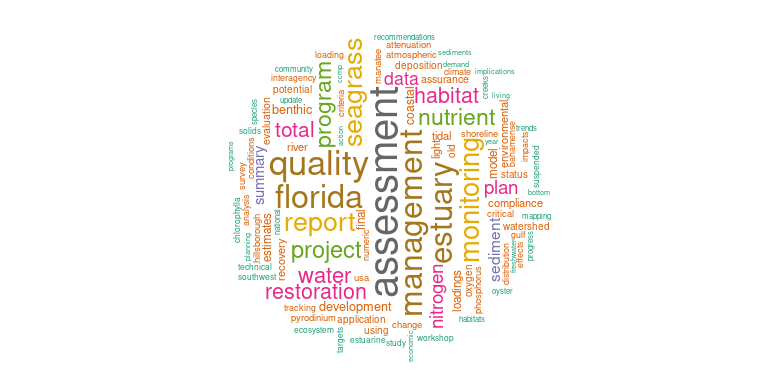 recommendations
attenuation
sediments
loading
seagrass
manatee
atmospheric
deposition
demand
climate
implications
community
interagency
ccmp
program
data
assurance
creeks
living
potential
update
criteria
coastal
habitat
species
benthic
evaluation
assessment
nutrient
environmental
solids
total
action
tidal
shoreline
bahiamense
trends
river
light
old
year
impacts
programs
survey
conditions
summary
quality
management
estuary
monitoring
model
status
suspended
florida
plan
bottom
chlorophylla
analysis
compliance
critical
mapping
planning
hillsborough
estimates
national
report
final
numeric
watershed
gulf
project
sediment
freshwater
effects
progress
technical
southwest
recovery
water
usa
nitrogen
loadings
oxygen
phosphorus
distribution
restoration
oyster
tracking
development
pyrodinium
application
change
habitats
ecosystem
targets
using
estuarine
study
economic
workshop